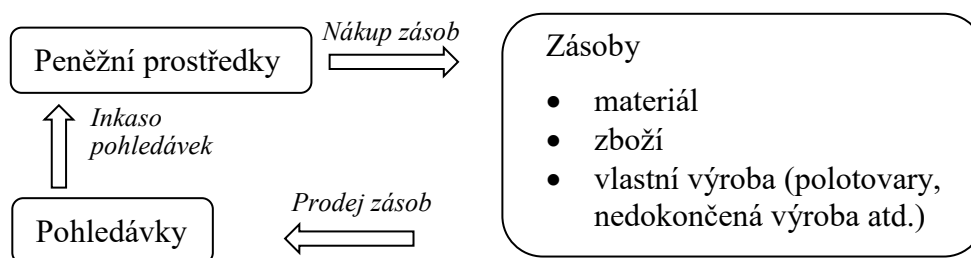 Peněžní prostředky
Nákup zásob
Zásoby
• materiál
• zboží
• vlastní výroba (polotovary,
nedokončená výroba atd.)
Inkaso
pohledávek
Pohledávky
Prodej zásob